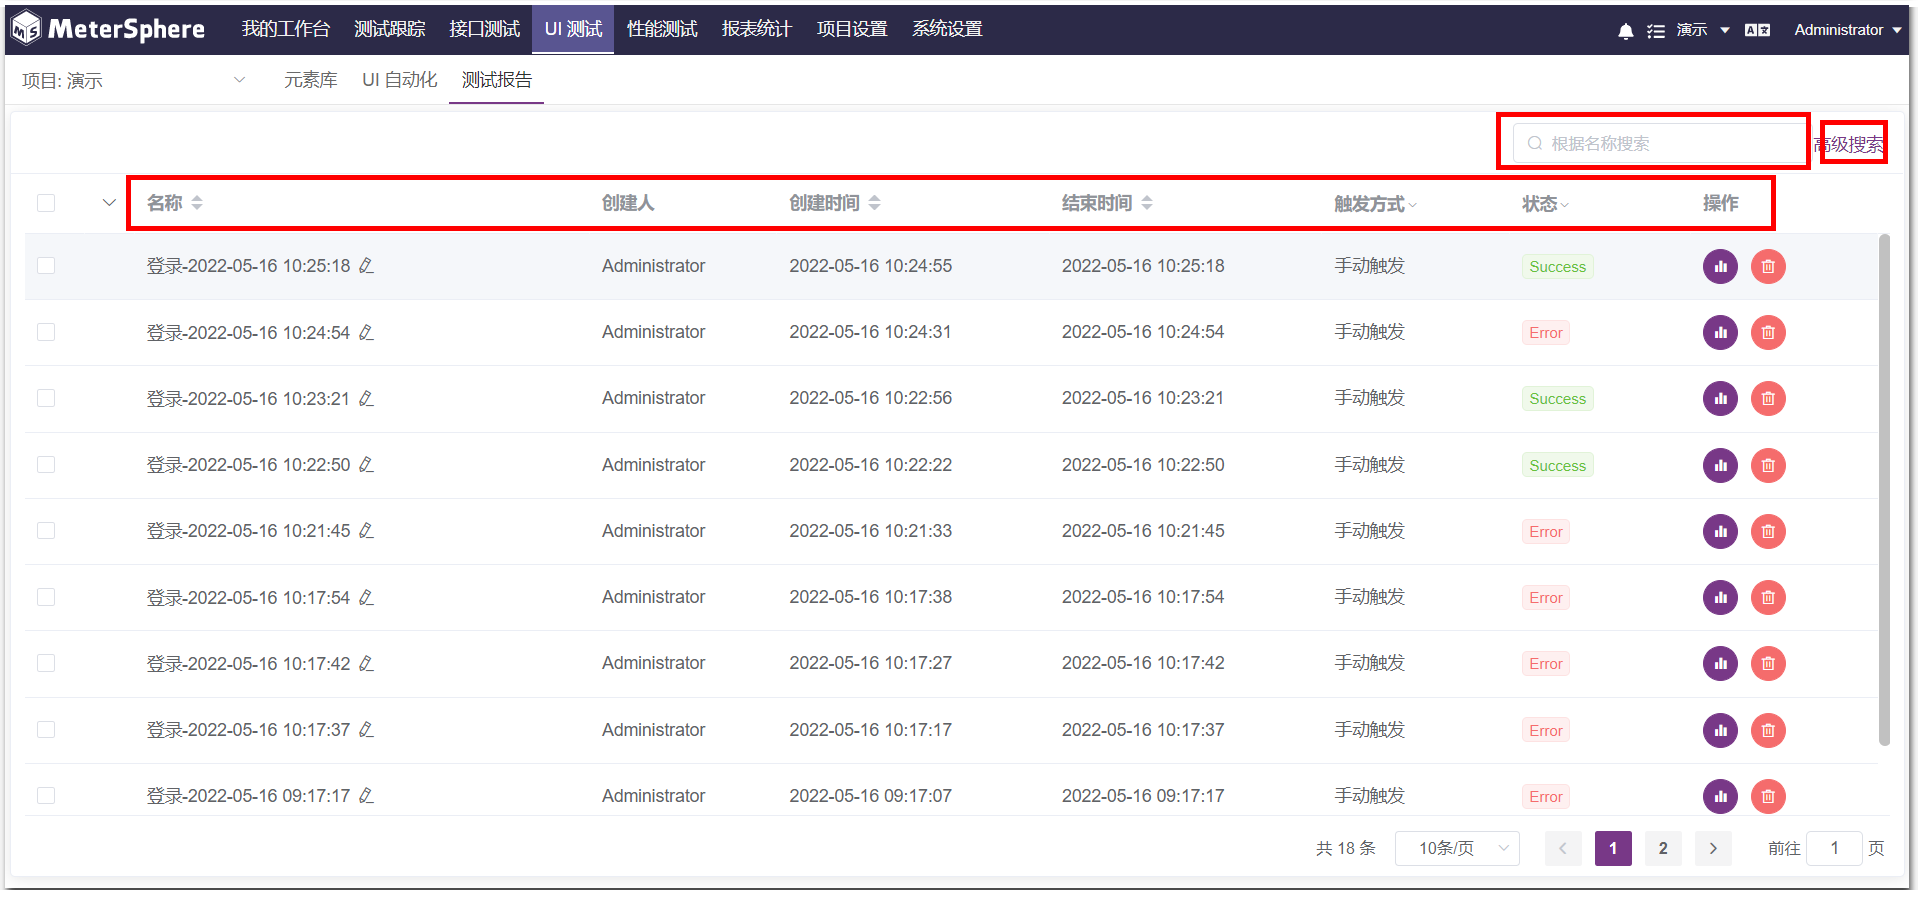 MeterSphere 我的工作台 测试跟踪 接口测试 UI 测试 性能测试 报表统计 项目设置 系统设置 演示 Administrator
项目: 演示 元素库 UI 自动化 测试报告
根据名称搜索 高级搜索
名称 创建人 创建时间 结束时间 触发方式 状态 操作
登录-2022-05-16 10:25:18 Administrator 2022-05-16 10:24:55 2022-05-16 10:25:18 手动触发 Success
登录-2022-05-16 10:24:54 Administrator 2022-05-16 10:24:31 2022-05-16 10:24:54 手动触发 Error
登录-2022-05-16 10:23:21 Administrator 2022-05-16 10:22:56 2022-05-16 10:23:21 手动触发 Success
登录-2022-05-16 10:22:50 Administrator 2022-05-16 10:22:22 2022-05-16 10:22:50 手动触发 Success
登录-2022-05-16 10:21:45 Administrator 2022-05-16 10:21:33 2022-05-16 10:21:45 手动触发 Error
登录-2022-05-16 10:17:54 Administrator 2022-05-16 10:17:38 2022-05-16 10:17:54 手动触发 Error
登录-2022-05-16 10:17:42 Administrator 2022-05-16 10:17:27 2022-05-16 10:17:42 手动触发 Error
登录-2022-05-16 10:17:37 Administrator 2022-05-16 10:17:17 2022-05-16 10:17:37 手动触发 Error
登录-2022-05-16 09:17:17 Administrator 2022-05-16 09:17:07 2022-05-16 09:17:17 手动触发 Error
共 18 条 10条/页 1 2 前往 1 页